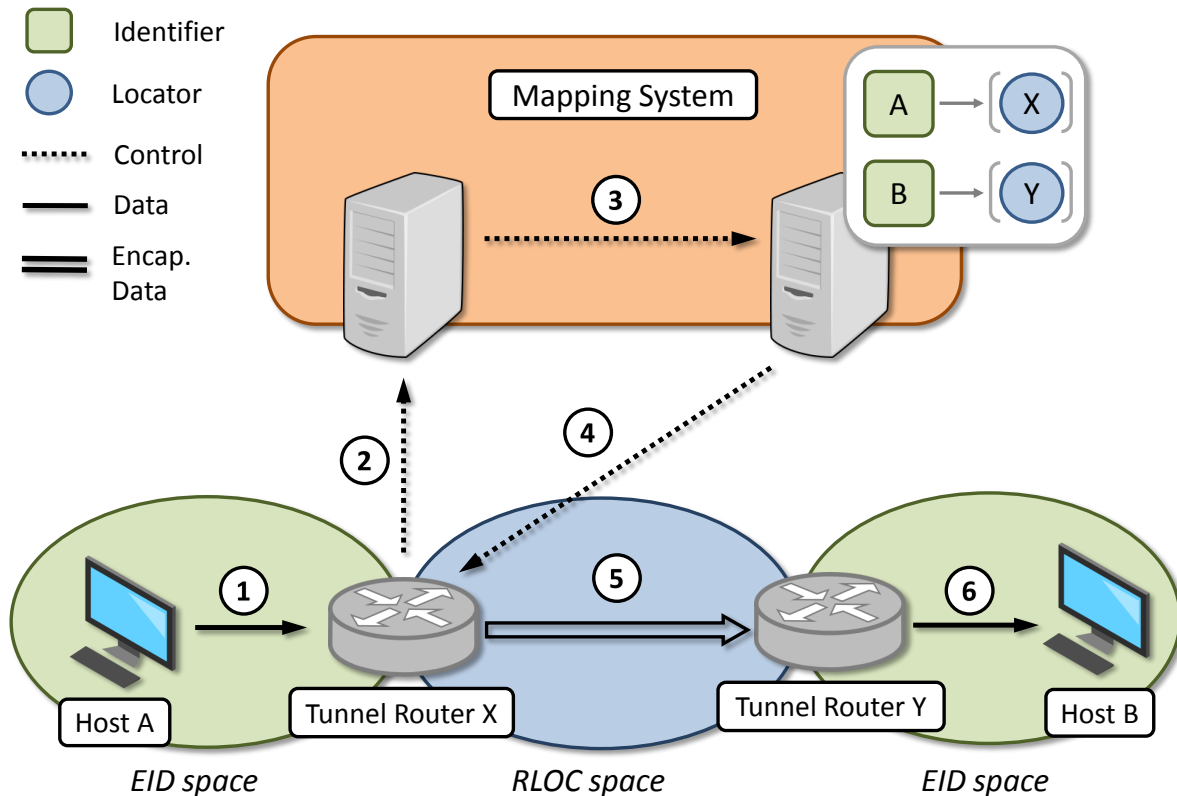 Identifier
Locator
Control
Data
Encap.
Data
Mapping System
A
X
B
Y
3
2
4
1
5
6
Host A
Tunnel Router X
Tunnel Router Y
Host B
EID space
RLOC space
EID space